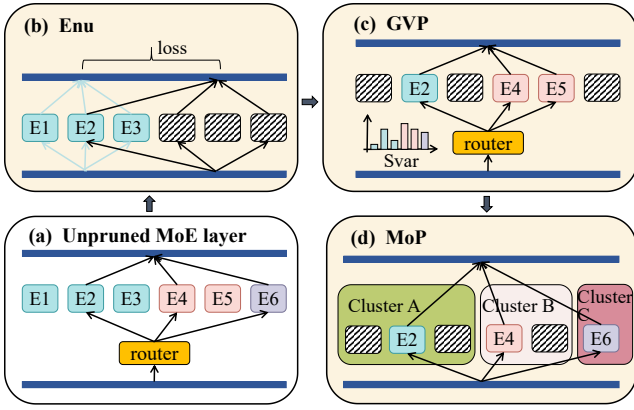 (b) Enu
loss
E1 E2 E3
(c) GVP
E2 E4 E5
Svar
router
(a) Unpruned MoE layer
E1 E2 E3 E4 E5 E6
router
(d) MoP
Cluster A
Cluster B
Cluster
C
E2 E4 E6